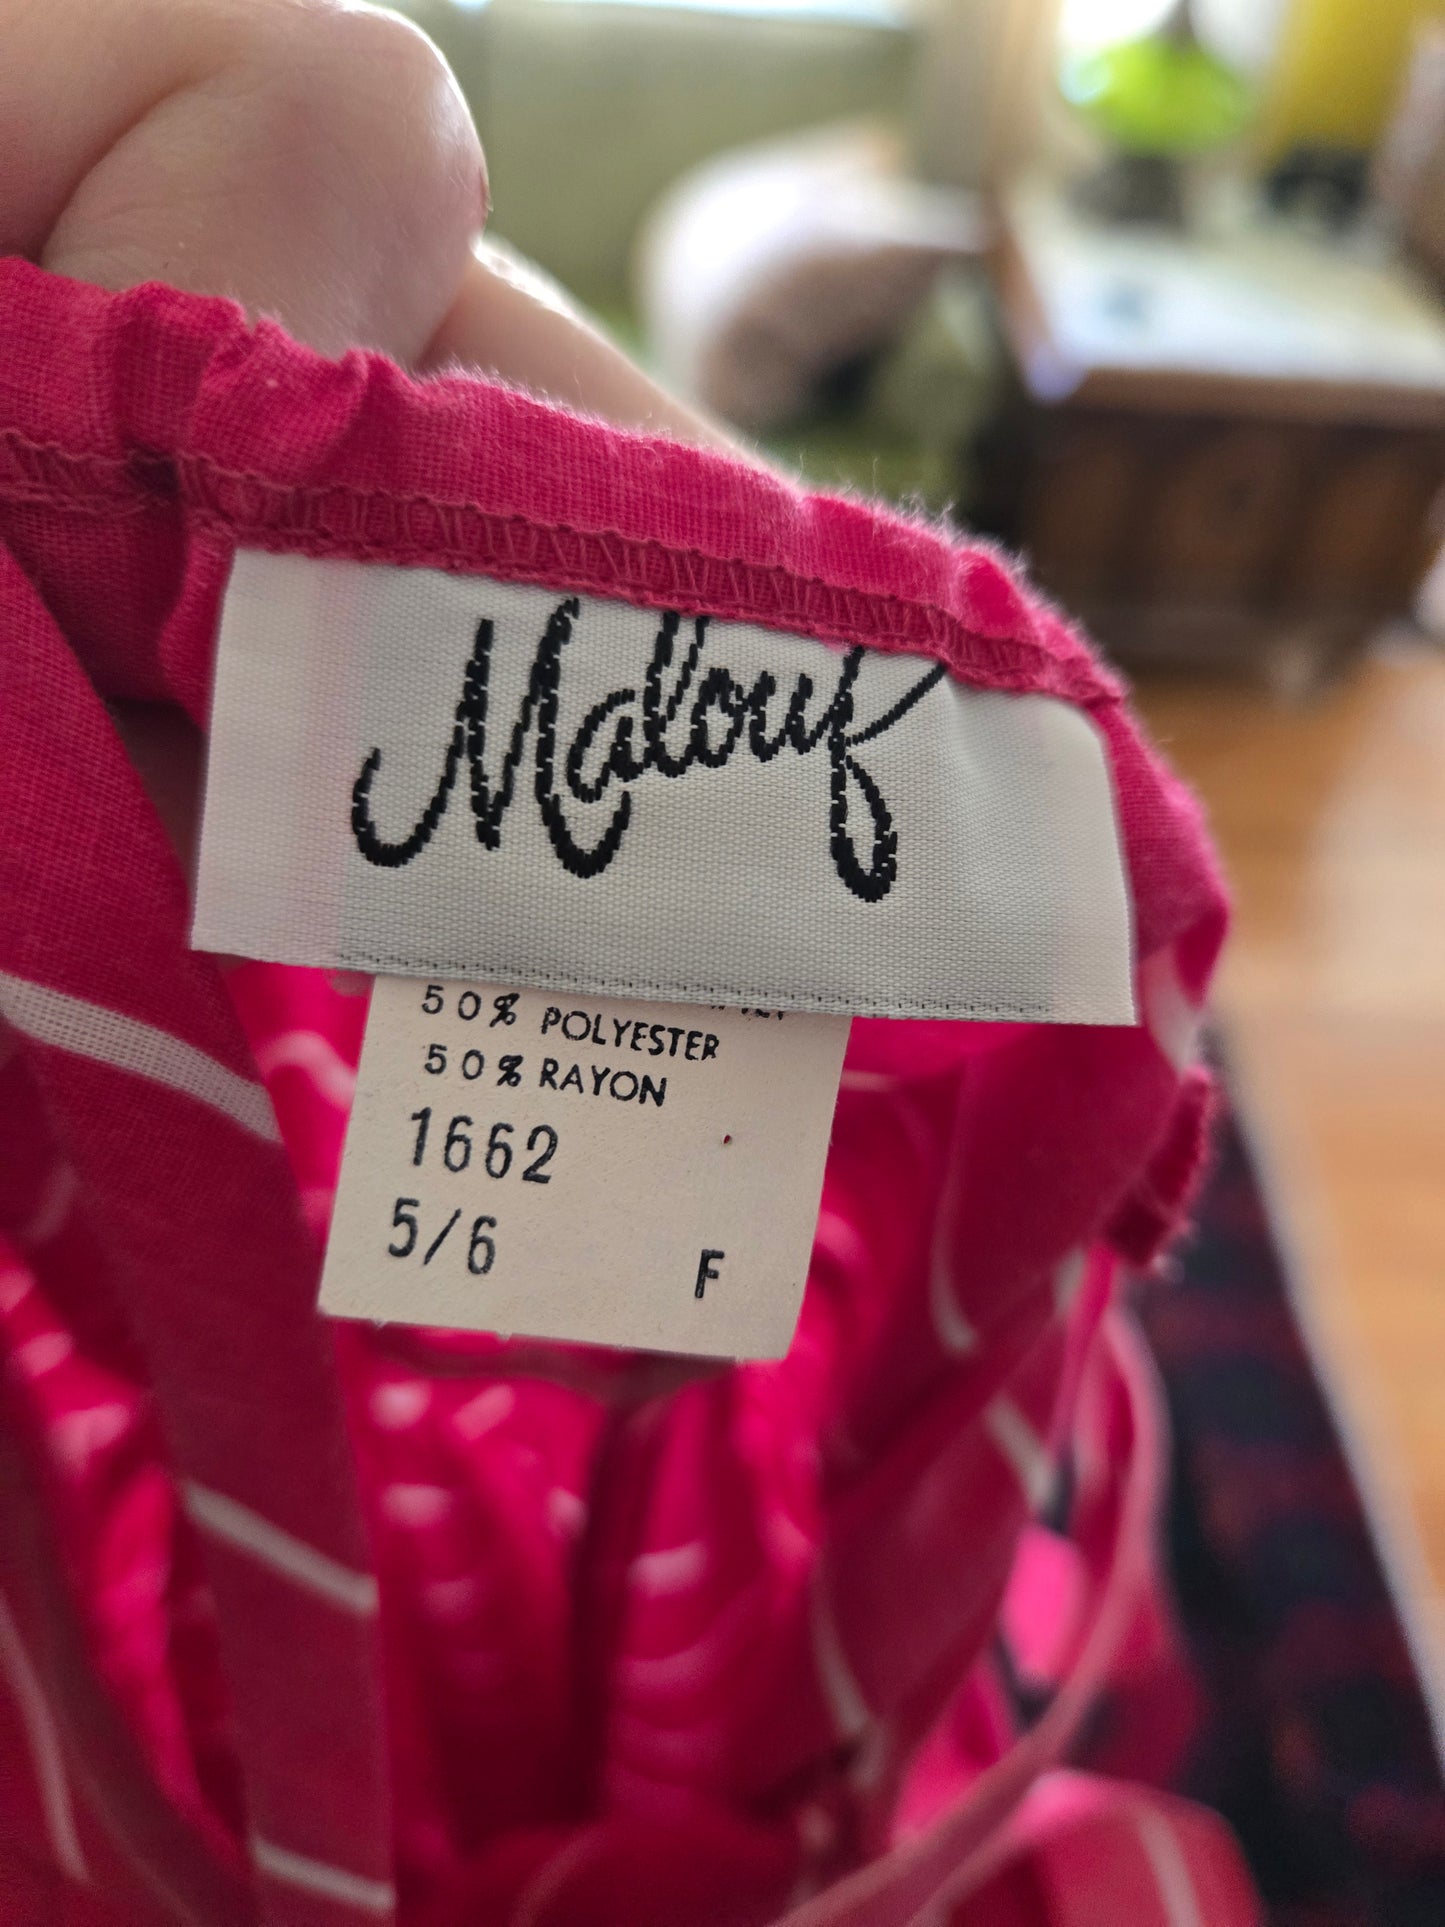 Malouf
50% POLYESTER
50% RAYON
1662
5/6 F